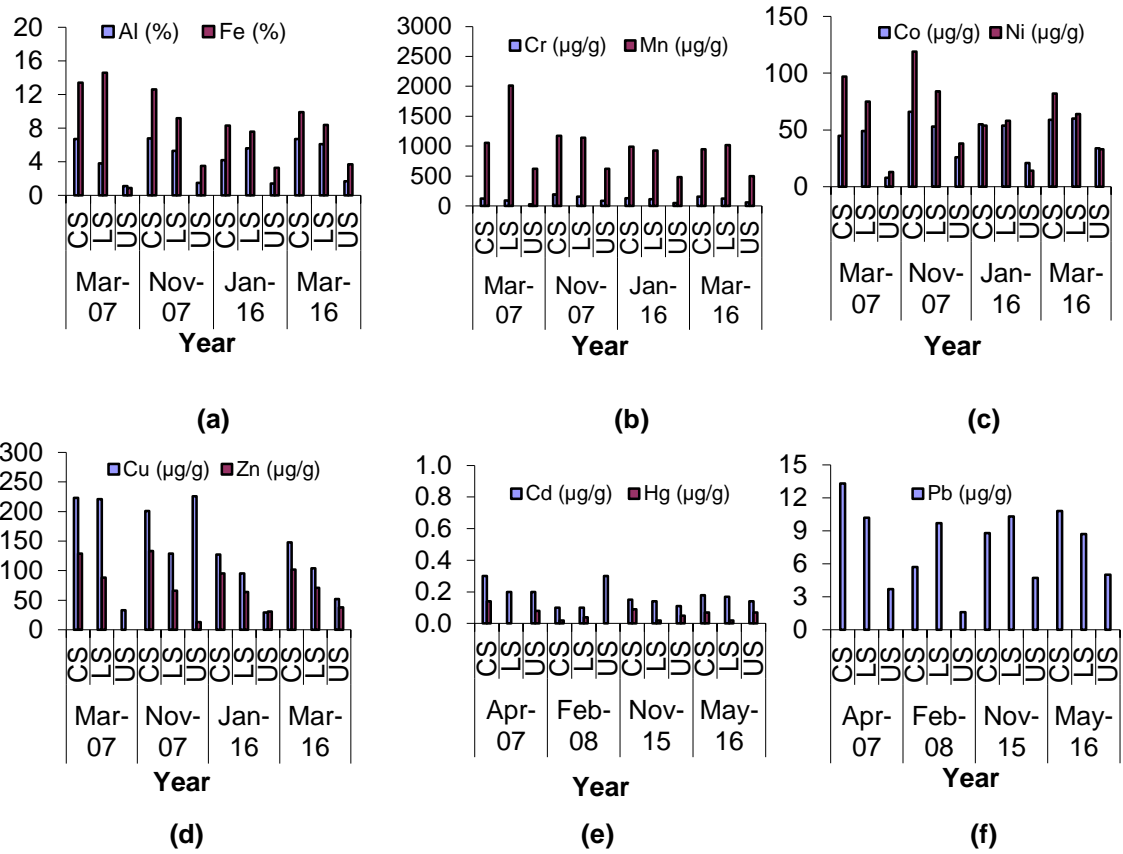 20
16
12
8
4
0
Al (%) Fe (%)
CS LS US CS LS US CS LS US CS LS US
Mar- Nov- Jan- Mar-
07 07 16 16
Year
(a)
3000
2500
2000
1500
1000
500
0
Cr (µg/g) Mn (µg/g)
CS LS US CS LS US CS LS US CS LS US
Mar- Nov- Jan- Mar-
07 07 16 16
Year
(b)
150
100
50
0
Co (µg/g) Ni (µg/g)
CS LS US CS LS US CS LS US CS LS US
Mar- Nov- Jan- Mar-
07 07 16 16
Year
(c)
300
250
200
150
100
50
0
Cu (µg/g) Zn (µg/g)
CS LS US CS LS US CS LS US CS LS US
Mar- Nov- Jan- Mar-
07 07 16 16
Year
(d)
1.0
0.8
0.6
0.4
0.2
0.0
Cd (µg/g) Hg (µg/g)
CS LS US CS LS US CS LS US CS LS US
Apr- Feb- Nov- May-
07 08 15 16
Year
(e)
15
12
9
6
3
0
Pb (µg/g)
CS LS US CS LS US CS LS US CS LS US
Apr- Feb- Nov- May-
07 08 15 16
Year
(f)